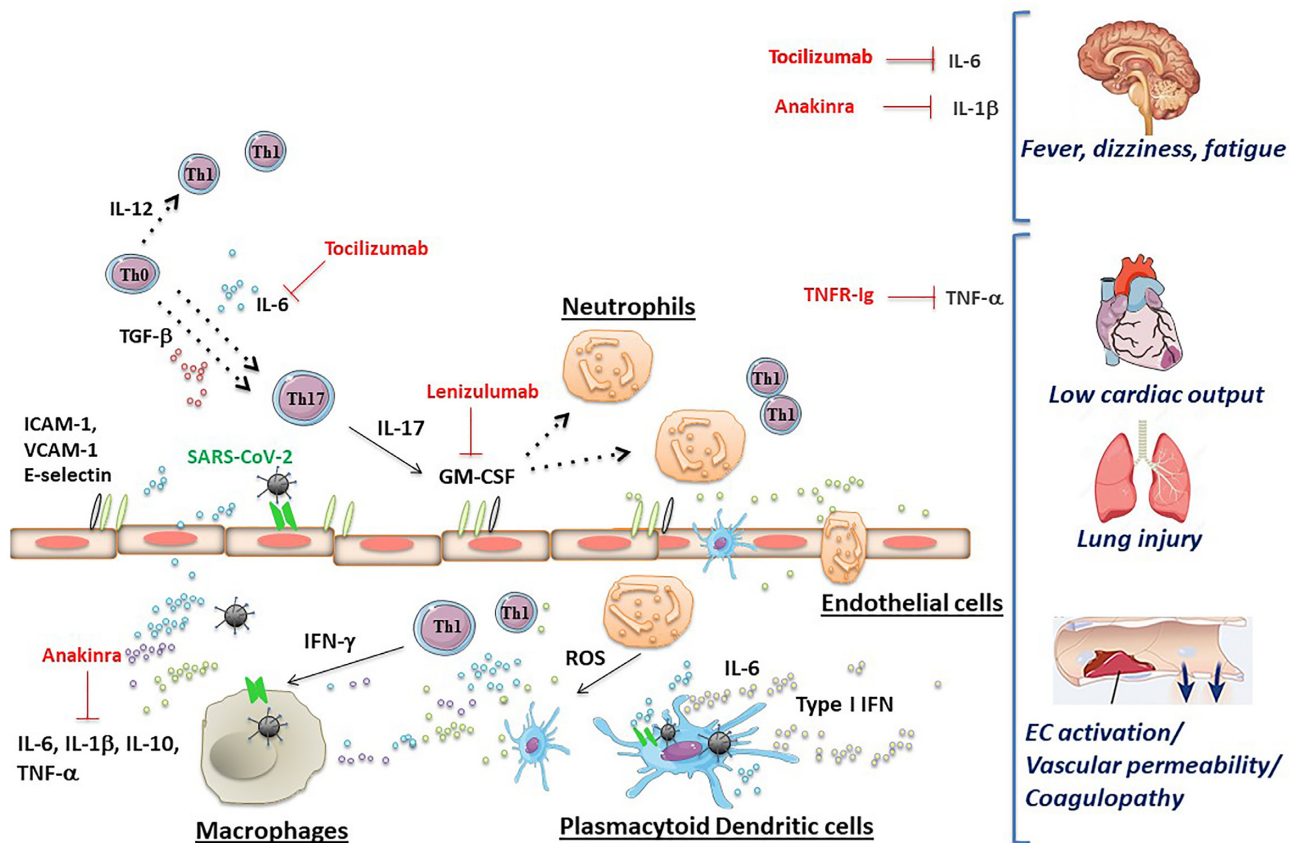 Tocilizumab
IL-6
Anakinra
IL-1β
Fever, dizziness, fatigue
Th1
Th1
IL-12
Th0
Tocilizumab
IL-6
TGF-β
TNFR-Ig
TNF-α
Neutrophils
Th17
Th1
Th1
Low cardiac output
Lenizulumab
IL-17
GM-CSF
ICAM-1,
VCAM-1
E-selectin
SARS-CoV-2
Lung injury
Endothelial cells
Th1
Th1
IFN-γ
ROS
IL-6
Type I IFN
Anakinra
IL-6, IL-1β, IL-10,
TNF-α
Macrophages
Plasmacytoid Dendritic cells
EC activation/
Vascular permeability/
Coagulopathy